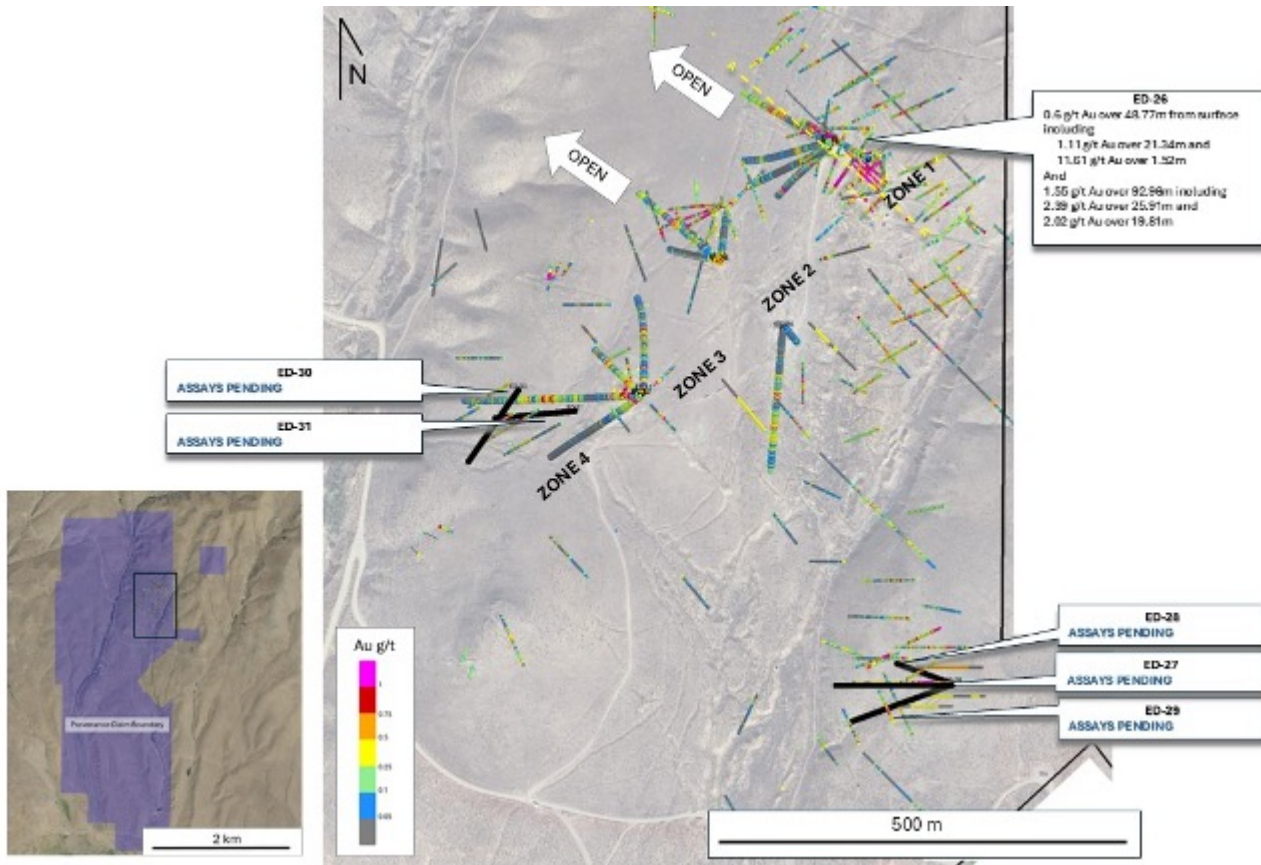 N
OPEN
OPEN
ED-26
0.6 g/t Au over 48.77m from surface
including
1.11 g/t Au over 21.34m and
11.61 g/t Au over 1.52m
And
1.55 g/t Au over 92.96m including
2.39 g/t Au over 25.91m and
2.02 g/t Au over 19.81m
ZONE 1
ZONE 2
ZONE 3
ZONE 4
ED-30
ASSAYS PENDING
ED-31
ASSAYS PENDING
ED-28
ASSAYS PENDING
ED-27
ASSAYS PENDING
ED-29
ASSAYS PENDING
Claim Boundary
2 km
Au g/t
1
0.75
0.5
0.25
0.1
0.05
500 m